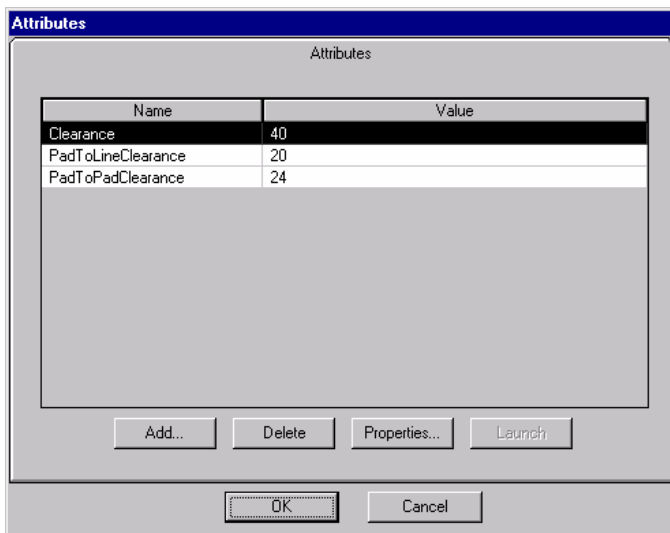 Attributes
Attributes
Name Value
Clearance 40
PadToLineClearance 20
PadToPadClearance 24
Add... Delete Properties... Launch
OK Cancel